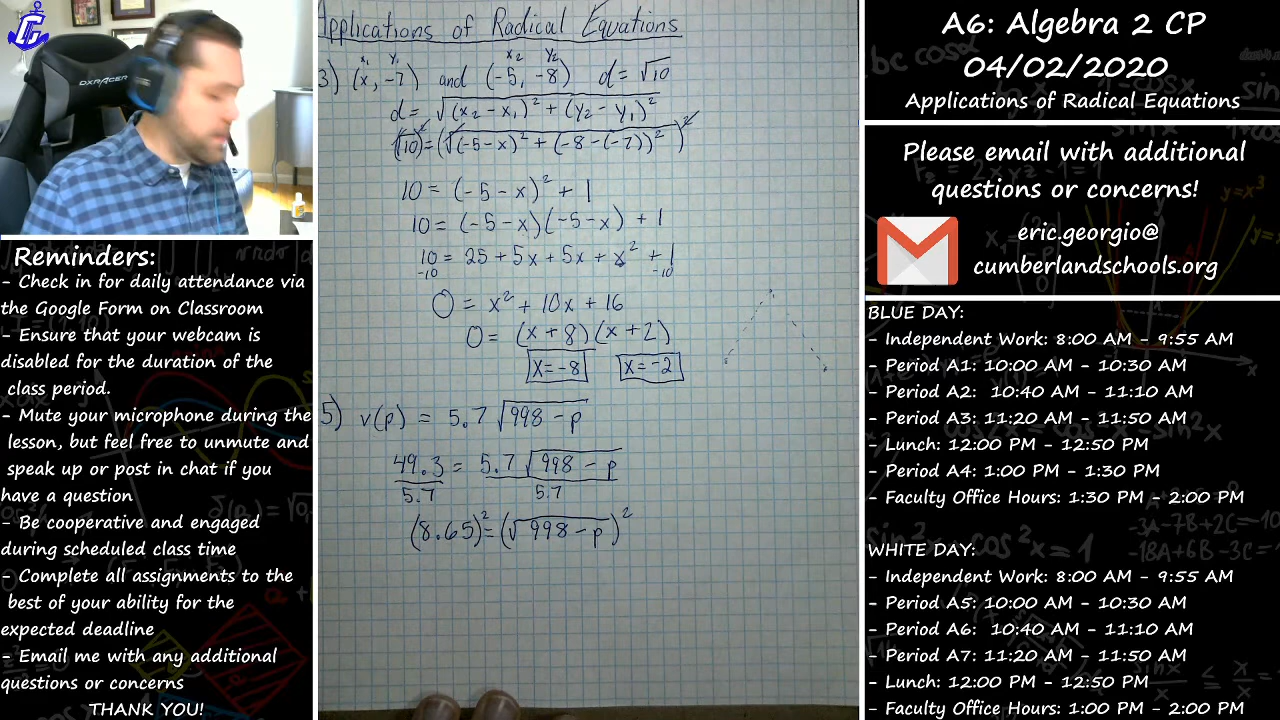 DXRACER
Reminders:
- Check in for daily attendance via
the Google Form on Classroom
- Ensure that your webcam is
disabled for the duration of the
class period.
- Mute your microphone during the
lesson, but feel free to unmute and
speak up or post in chat if you
have a question
- Be cooperative and engaged
during scheduled class time
- Complete all assignments to the
best of your ability for the
expected deadline
- Email me with any additional
questions or concerns
THANK YOU!
Applications of Radical Equations
x₁ y₁ x₂ y₂
3) (x, -7) and (-5, -8) d = √10
d = √(x₂ - x₁)² + (y₂ - y₁)²
(√10)² = (√(-5 - x)² + (-8 - (-7))²)²
10 = (-5 - x)² + 1
10 = (-5 - x)(-5 - x) + 1
10 = 25 + 5x + 5x + x² + 1
-10 -10
0 = x² + 10x + 16
0 = (x + 8)(x + 2)
x = -8 x = -2
5) v(p) = 5.7 √998 - p
49.3 = 5.7 √998 - p
5.7 5.7
(8.65)² = (√998 - p)²
A6: Algebra 2 CP
04/02/2020
Applications of Radical Equations
Please email with additional
questions or concerns!
eric.georgio@
cumberlandschools.org
BLUE DAY:
- Independent Work: 8:00 AM - 9:55 AM
- Period A1: 10:00 AM - 10:30 AM
- Period A2: 10:40 AM - 11:10 AM
- Period A3: 11:20 AM - 11:50 AM
- Lunch: 12:00 PM - 12:50 PM
- Period A4: 1:00 PM - 1:30 PM
- Faculty Office Hours: 1:30 PM - 2:00 PM
WHITE DAY:
- Independent Work: 8:00 AM - 9:55 AM
- Period A5: 10:00 AM - 10:30 AM
- Period A6: 10:40 AM - 11:10 AM
- Period A7: 11:20 AM - 11:50 AM
- Lunch: 12:00 PM - 12:50 PM
- Faculty Office Hours: 1:00 PM - 2:00 PM